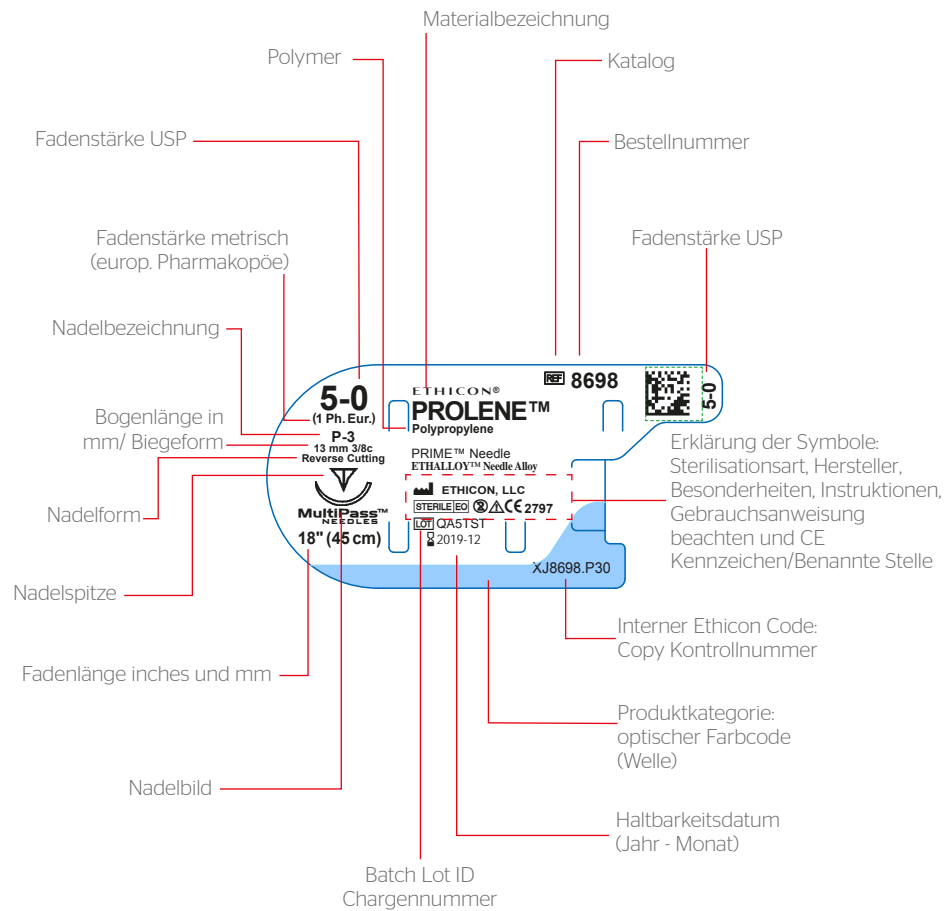 Materialbezeichnung
Polymer
Katalog
Fadenstärke USP
Bestellnummer
Fadenstärke metrisch
(europ. Pharmakopöe)
Fadenstärke USP
Nadelbezeichnung
Bogenlänge in
mm/ Biegeform
Nadelform
Nadelspitze
Fadenlänge inches und mm
Nadelbild
5-0
(1 Ph. Eur.)
P-3
13 mm 3/8c
Reverse Cutting
MultiPass™
NEEDLES
18" (45 cm)
ETHICON®
PROLENE™
Polypropylene
PRIME™ Needle
ETHALLOY™ Needle Alloy
ETHICON, LLC
STERILE EO 2 CE 2797
LOT QA5TST
2019-12
REF 8698
5-0
XJ8698.P30
Erklärung der Symbole:
Sterilisationsart, Hersteller,
Besonderheiten, Instruktionen,
Gebrauchsanweisung
beachten und CE
Kennzeichen/Benannte Stelle
Interner Ethicon Code:
Copy Kontrollnummer
Produktkategorie:
optischer Farbcode
(Welle)
Haltbarkeitsdatum
(Jahr - Monat)
Batch Lot ID
Chargennummer